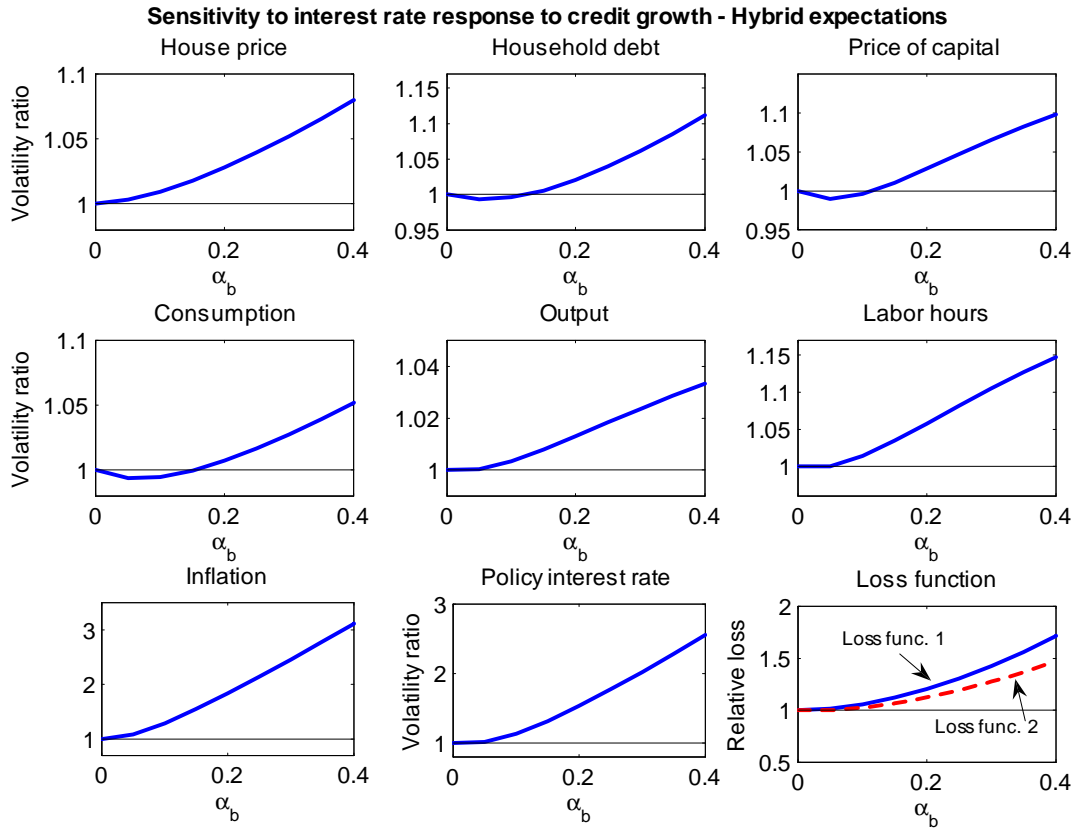 Sensitivity to interest rate response to credit growth - Hybrid expectations
House price
Household debt
Price of capital
Volatility ratio
1.1
1.05
1
0
0.2
0.4
α_b
1.15
1.1
1.05
1
0.95
0
0.2
0.4
α_b
1.1
1.05
1
0.95
0
0.2
0.4
α_b
Consumption
Output
Labor hours
Volatility ratio
1.1
1.05
1
0
0.2
0.4
α_b
1.04
1.02
1
0
0.2
0.4
α_b
1.15
1.1
1.05
1
0
0.2
0.4
α_b
Inflation
Policy interest rate
Loss function
3
2
1
0
0.2
0.4
α_b
Volatility ratio
3
2
1
0
0.2
0.4
α_b
Relative loss
2
1.5
1
0.5
Loss func. 1
Loss func. 2
0
0.2
0.4
α_b